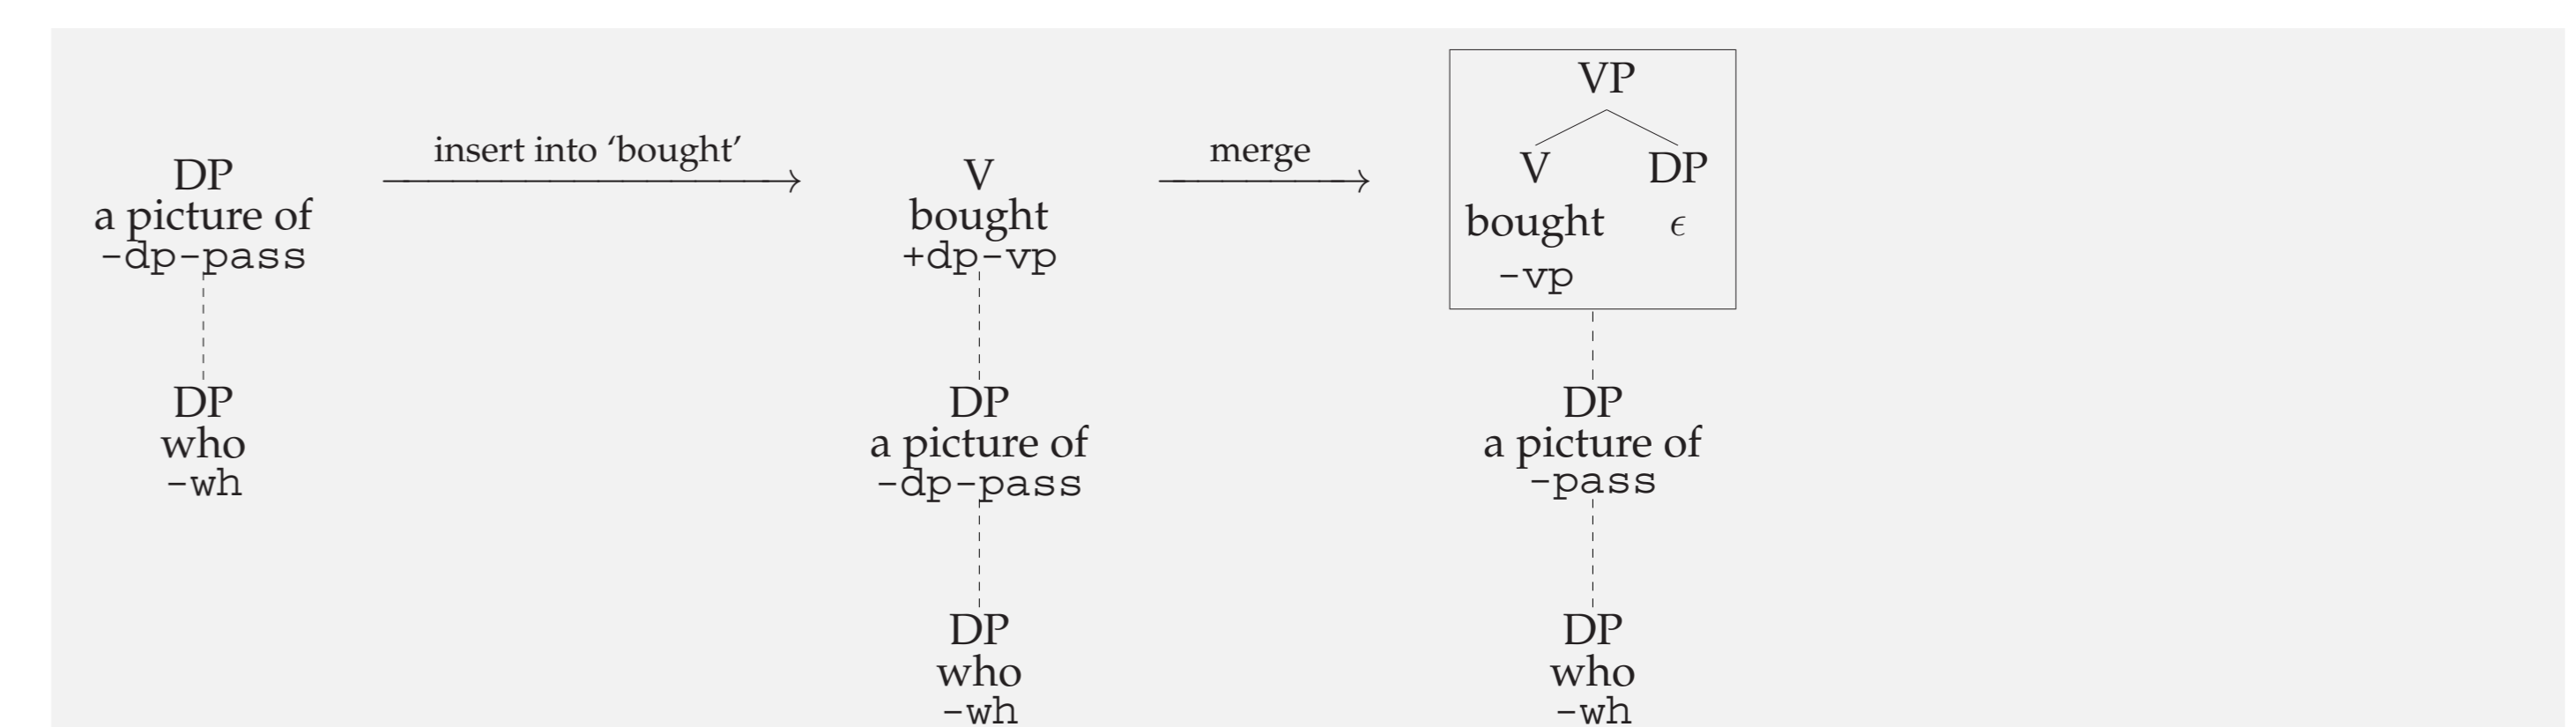 DP
a picture of
-dp-pass
DP
who
-wh
insert into ‘bought’
V
bought
+dp-vp
DP
a picture of
-dp-pass
DP
who
-wh
merge
VP
V DP
bought ϵ
-vp
DP
a picture of
-pass
DP
who
-wh